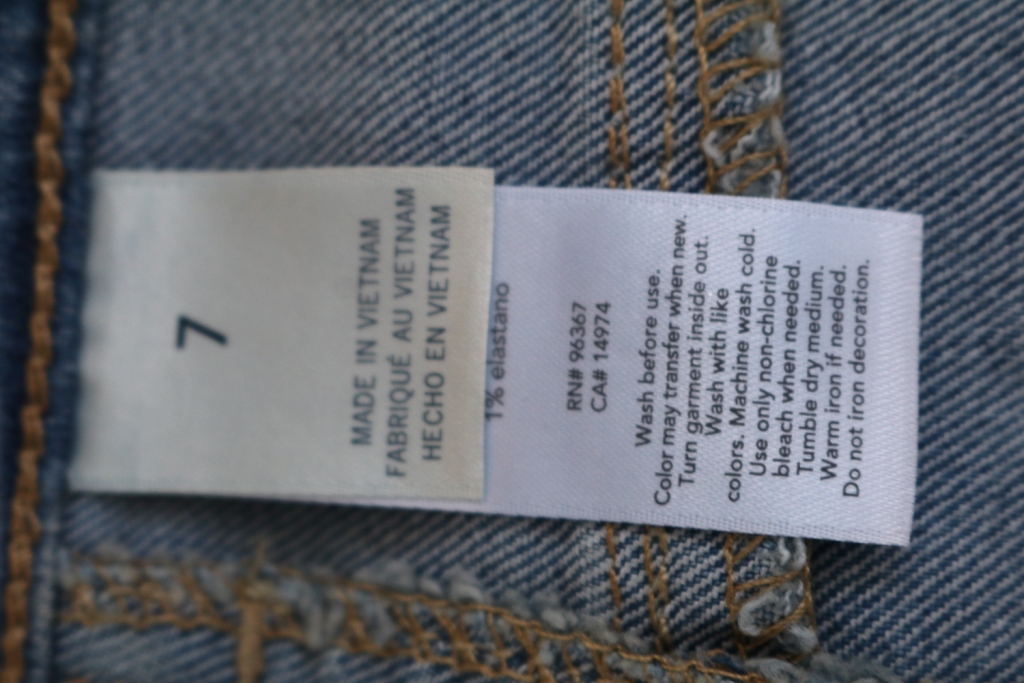 7
MADE IN VIETNAM
FABRIQUÉ AU VIETNAM
HECHO EN VIETNAM
1% elastano
RN# 96367
CA# 14974
Wash before use.
Color may transfer when new.
Turn garment inside out.
Wash with like
colors. Machine wash cold.
Use only non-chlorine
bleach when needed.
Tumble dry medium.
Warm iron if needed.
Do not iron decoration.